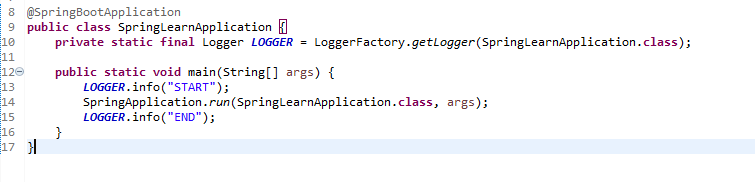 8 @SpringBootApplication
9 public class SpringLearnApplication {
10 private static final Logger LOGGER = LoggerFactory.getLogger(SpringLearnApplication.class);
11
12 public static void main(String[] args) {
13 LOGGER.info("START");
14 SpringApplication.run(SpringLearnApplication.class, args);
15 LOGGER.info("END");
16 }
17 }